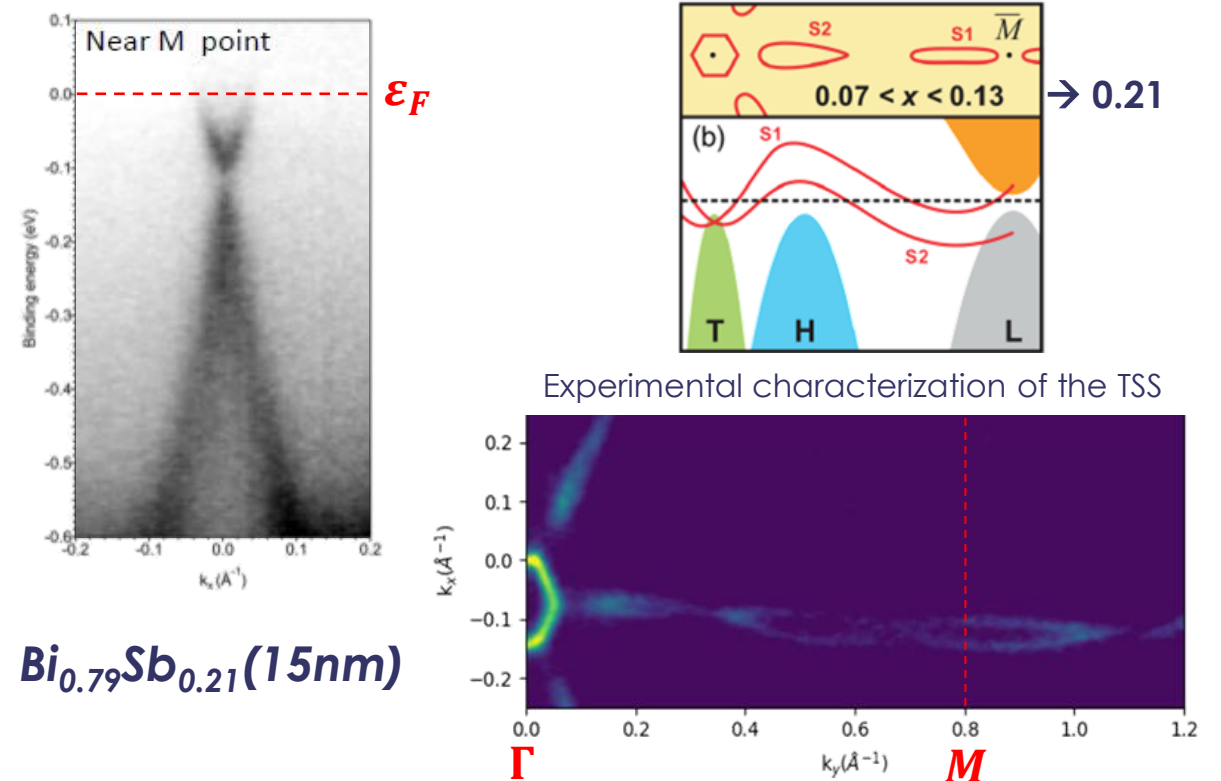 Near M point
0.1
0.0
-0.1
-0.2
-0.3
-0.4
-0.5
-0.6
Binding energy (eV)
-0.2 -0.1 0.0 0.1 0.2
kₓ(Å⁻¹)
ε_F
Bi₀.₇₉Sb₀.₂₁(15nm)
S2 S1 M̅
0.07 < x < 0.13 → 0.21
(b) S1
S2
T H L
Experimental characterization of the TSS
0.2
0.1
0.0
−0.1
−0.2
kₓ(Å⁻¹)
0.0 0.2 0.4 0.6 0.8 1.0 1.2
Γ k_y(Å⁻¹) M